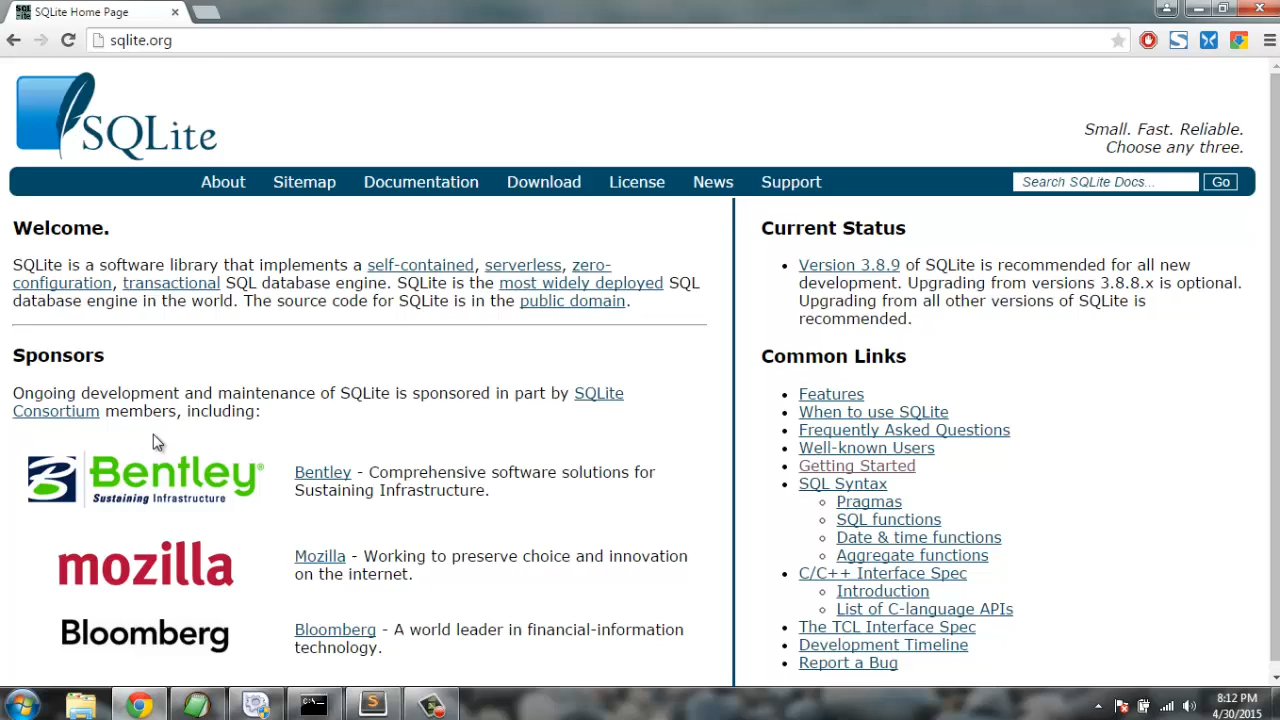 SQLite Home Page
sqlite.org
SQLite
Small. Fast. Reliable.
Choose any three.
About Sitemap Documentation Download License News Support
Search SQLite Docs... Go
Welcome.
SQLite is a software library that implements a self-contained, serverless, zero-
configuration, transactional SQL database engine. SQLite is the most widely deployed SQL
database engine in the world. The source code for SQLite is in the public domain.
Sponsors
Ongoing development and maintenance of SQLite is sponsored in part by SQLite
Consortium members, including:
Bentley®
Sustaining Infrastructure
Bentley - Comprehensive software solutions for
Sustaining Infrastructure.
mozilla
Mozilla - Working to preserve choice and innovation
on the internet.
Bloomberg
Bloomberg - A world leader in financial-information
technology.
Current Status
Version 3.8.9 of SQLite is recommended for all new
development. Upgrading from versions 3.8.8.x is optional.
Upgrading from all other versions of SQLite is
recommended.
Common Links
Features
When to use SQLite
Frequently Asked Questions
Well-known Users
Getting Started
SQL Syntax
Pragmas
SQL functions
Date & time functions
Aggregate functions
C/C++ Interface Spec
Introduction
List of C-language APIs
The TCL Interface Spec
Development Timeline
Report a Bug
8:12 PM
4/30/2015